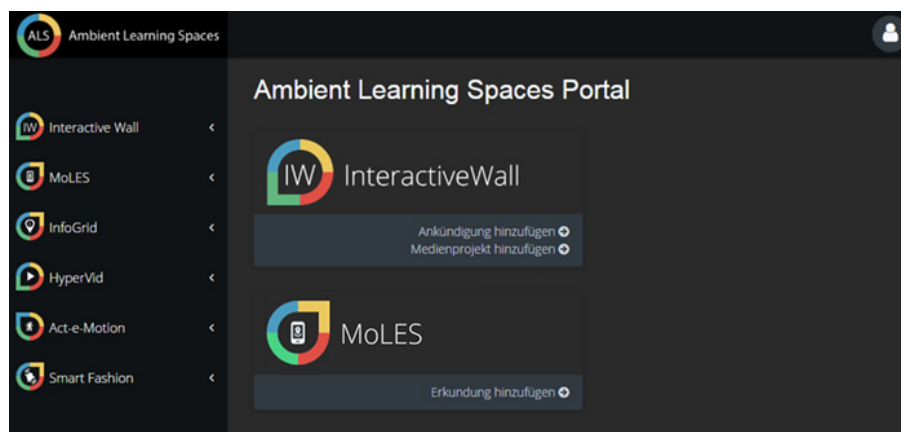 ALS Ambient Learning Spaces
Ambient Learning Spaces Portal
IW Interactive Wall
MoLES
InfoGrid
HyperVid
Act-e-Motion
Smart Fashion
IW InteractiveWall
Ankündigung hinzufügen
Medienprojekt hinzufügen
MoLES
Erkundung hinzufügen